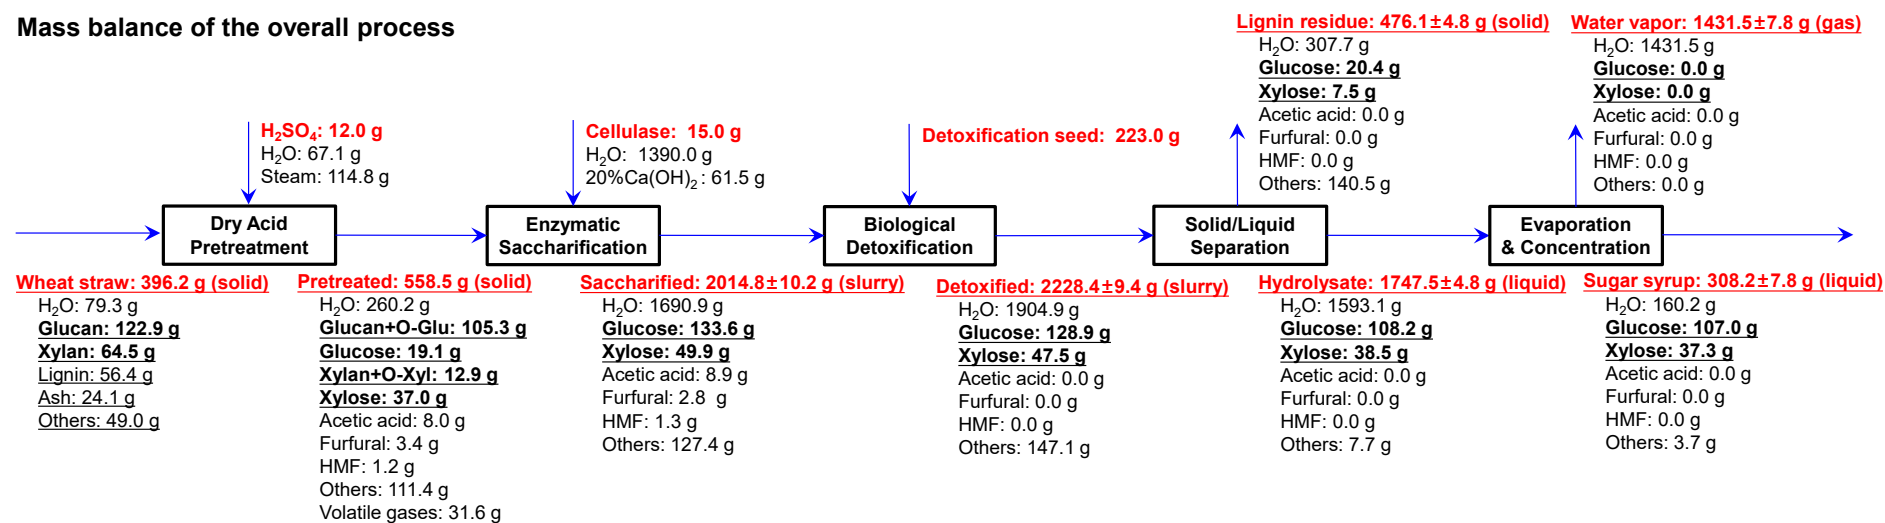 Mass balance of the overall process
Lignin residue: 476.1±4.8 g (solid)
H₂O: 307.7 g
Glucose: 20.4 g
Xylose: 7.5 g
Acetic acid: 0.0 g
Furfural: 0.0 g
HMF: 0.0 g
Others: 140.5 g
Water vapor: 1431.5±7.8 g (gas)
H₂O: 1431.5 g
Glucose: 0.0 g
Xylose: 0.0 g
Acetic acid: 0.0 g
Furfural: 0.0 g
HMF: 0.0 g
Others: 0.0 g
H₂SO₄: 12.0 g
H₂O: 67.1 g
Steam: 114.8 g
Cellulase: 15.0 g
H₂O: 1390.0 g
20%Ca(OH)₂: 61.5 g
Detoxification seed: 223.0 g
Dry Acid
Pretreatment
Enzymatic
Saccharification
Biological
Detoxification
Solid/Liquid
Separation
Evaporation
& Concentration
Wheat straw: 396.2 g (solid)
H₂O: 79.3 g
Glucan: 122.9 g
Xylan: 64.5 g
Lignin: 56.4 g
Ash: 24.1 g
Others: 49.0 g
Pretreated: 558.5 g (solid)
H₂O: 260.2 g
Glucan+O-Glu: 105.3 g
Glucose: 19.1 g
Xylan+O-Xyl: 12.9 g
Xylose: 37.0 g
Acetic acid: 8.0 g
Furfural: 3.4 g
HMF: 1.2 g
Others: 111.4 g
Volatile gases: 31.6 g
Saccharified: 2014.8±10.2 g (slurry)
H₂O: 1690.9 g
Glucose: 133.6 g
Xylose: 49.9 g
Acetic acid: 8.9 g
Furfural: 2.8 g
HMF: 1.3 g
Others: 127.4 g
Detoxified: 2228.4±9.4 g (slurry)
H₂O: 1904.9 g
Glucose: 128.9 g
Xylose: 47.5 g
Acetic acid: 0.0 g
Furfural: 0.0 g
HMF: 0.0 g
Others: 147.1 g
Hydrolysate: 1747.5±4.8 g (liquid)
H₂O: 1593.1 g
Glucose: 108.2 g
Xylose: 38.5 g
Acetic acid: 0.0 g
Furfural: 0.0 g
HMF: 0.0 g
Others: 7.7 g
Sugar syrup: 308.2±7.8 g (liquid)
H₂O: 160.2 g
Glucose: 107.0 g
Xylose: 37.3 g
Acetic acid: 0.0 g
Furfural: 0.0 g
HMF: 0.0 g
Others: 3.7 g